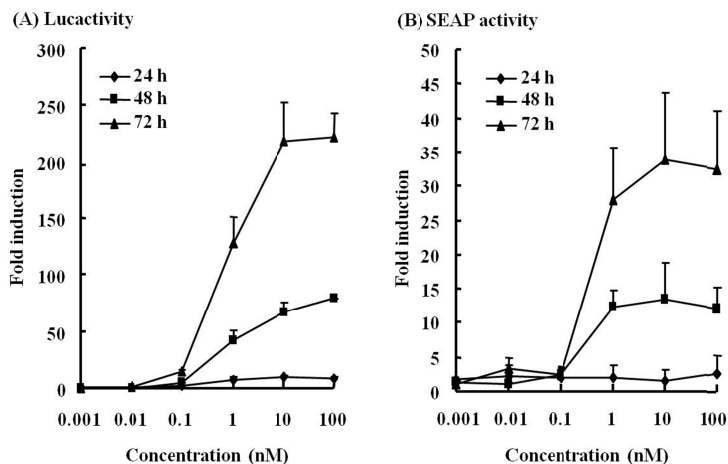 (A) Lucactivity
300
250
200
150
100
50
0
Fold induction
24 h
48 h
72 h
0.001 0.01 0.1 1 10 100
Concentration (nM)
(B) SEAP activity
50
45
40
35
30
25
20
15
10
5
0
Fold induction
24 h
48 h
72 h
0.001 0.01 0.1 1 10 100
Concentration (nM)